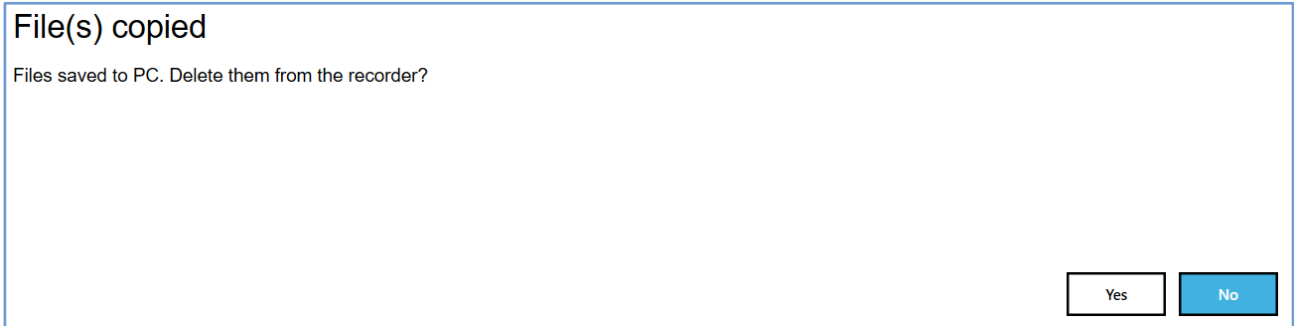 File(s) copied
Files saved to PC. Delete them from the recorder?
Yes No